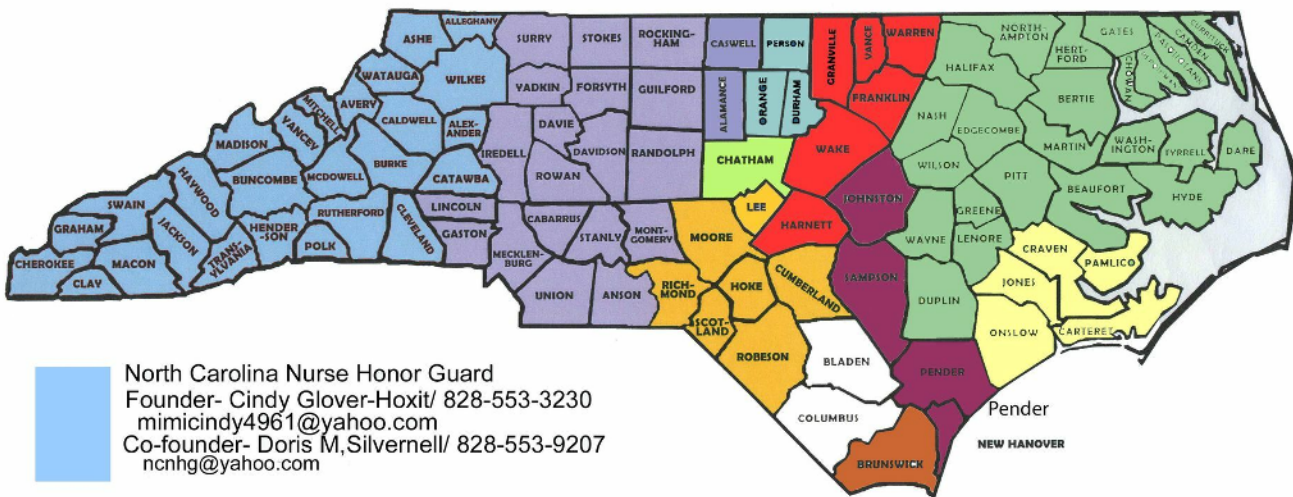 ALLEGHANY
ASHE
SURRY
STOKES
ROCKING-
HAM
CASWELL
PERSON
GRANVILLE
VANCE
WARREN
NORTH-
AMPTON
GATES
HERT-
FORD
CURRITUCK
CAMDEN
PASQUOTANK
CHOWAN
WATAUGA
WILKES
YADKIN
FORSYTH
GUILFORD
ALAMANCE
ORANGE
DURHAM
FRANKLIN
HALIFAX
BERTIE
MITCHELL
AVERY
YANCEY
CALDWELL
ALEX-
ANDER
DAVIE
IREDELL
DAVIDSON
RANDOLPH
CHATHAM
WAKE
NASH
EDGECOMBE
MARTIN
WASH-
INGTON
TYRRELL
DARE
MADISON
BUNCOMBE
MCDOWELL
BURKE
CATAWBA
ROWAN
WILSON
PITT
BEAUFORT
HYDE
HAYWOOD
SWAIN
GRAHAM
JACKSON
HENDER
-SON
RUTHERFORD
POLK
CLEVELAND
LINCOLN
GASTON
CABARRUS
STANLY
MONT-
GOMERY
MOORE
LEE
HARNETT
JOHNSTON
GREENE
WAYNE
LENORE
CRAVEN
PAMLICO
CHEROKEE
CLAY
MACON
TRAN-
SYLVANIA
MECKLEN-
BURG
UNION
ANSON
RICH-
MOND
HOKE
CUMBERLAND
SAMPSON
DUPLIN
JONES
ONSLOW
CARTERET
SCOT-
LAND
ROBESON
BLADEN
PENDER
Pender
COLUMBUS
NEW HANOVER
BRUNSWICK
North Carolina Nurse Honor Guard
Founder- Cindy Glover-Hoxit/ 828-553-3230
mimicindy4961@yahoo.com
Co-founder- Doris M,Silvernell/ 828-553-9207
ncnhg@yahoo.com